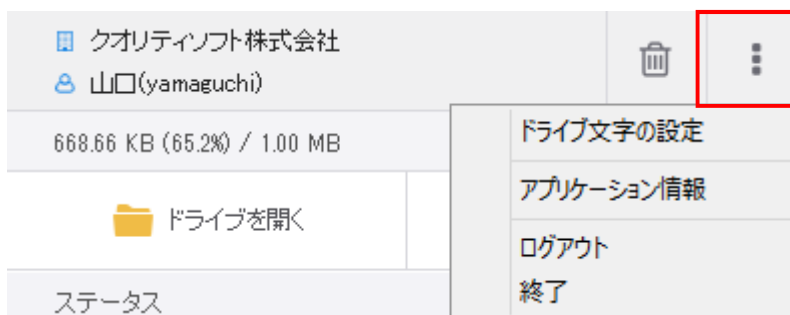 クオリティソフト株式会社
山口(yamaguchi)
668.66 KB (65.2%) / 1.00 MB
ドライブ文字の設定
アプリケーション情報
ドライブを開く
ログアウト
終了
ステータス